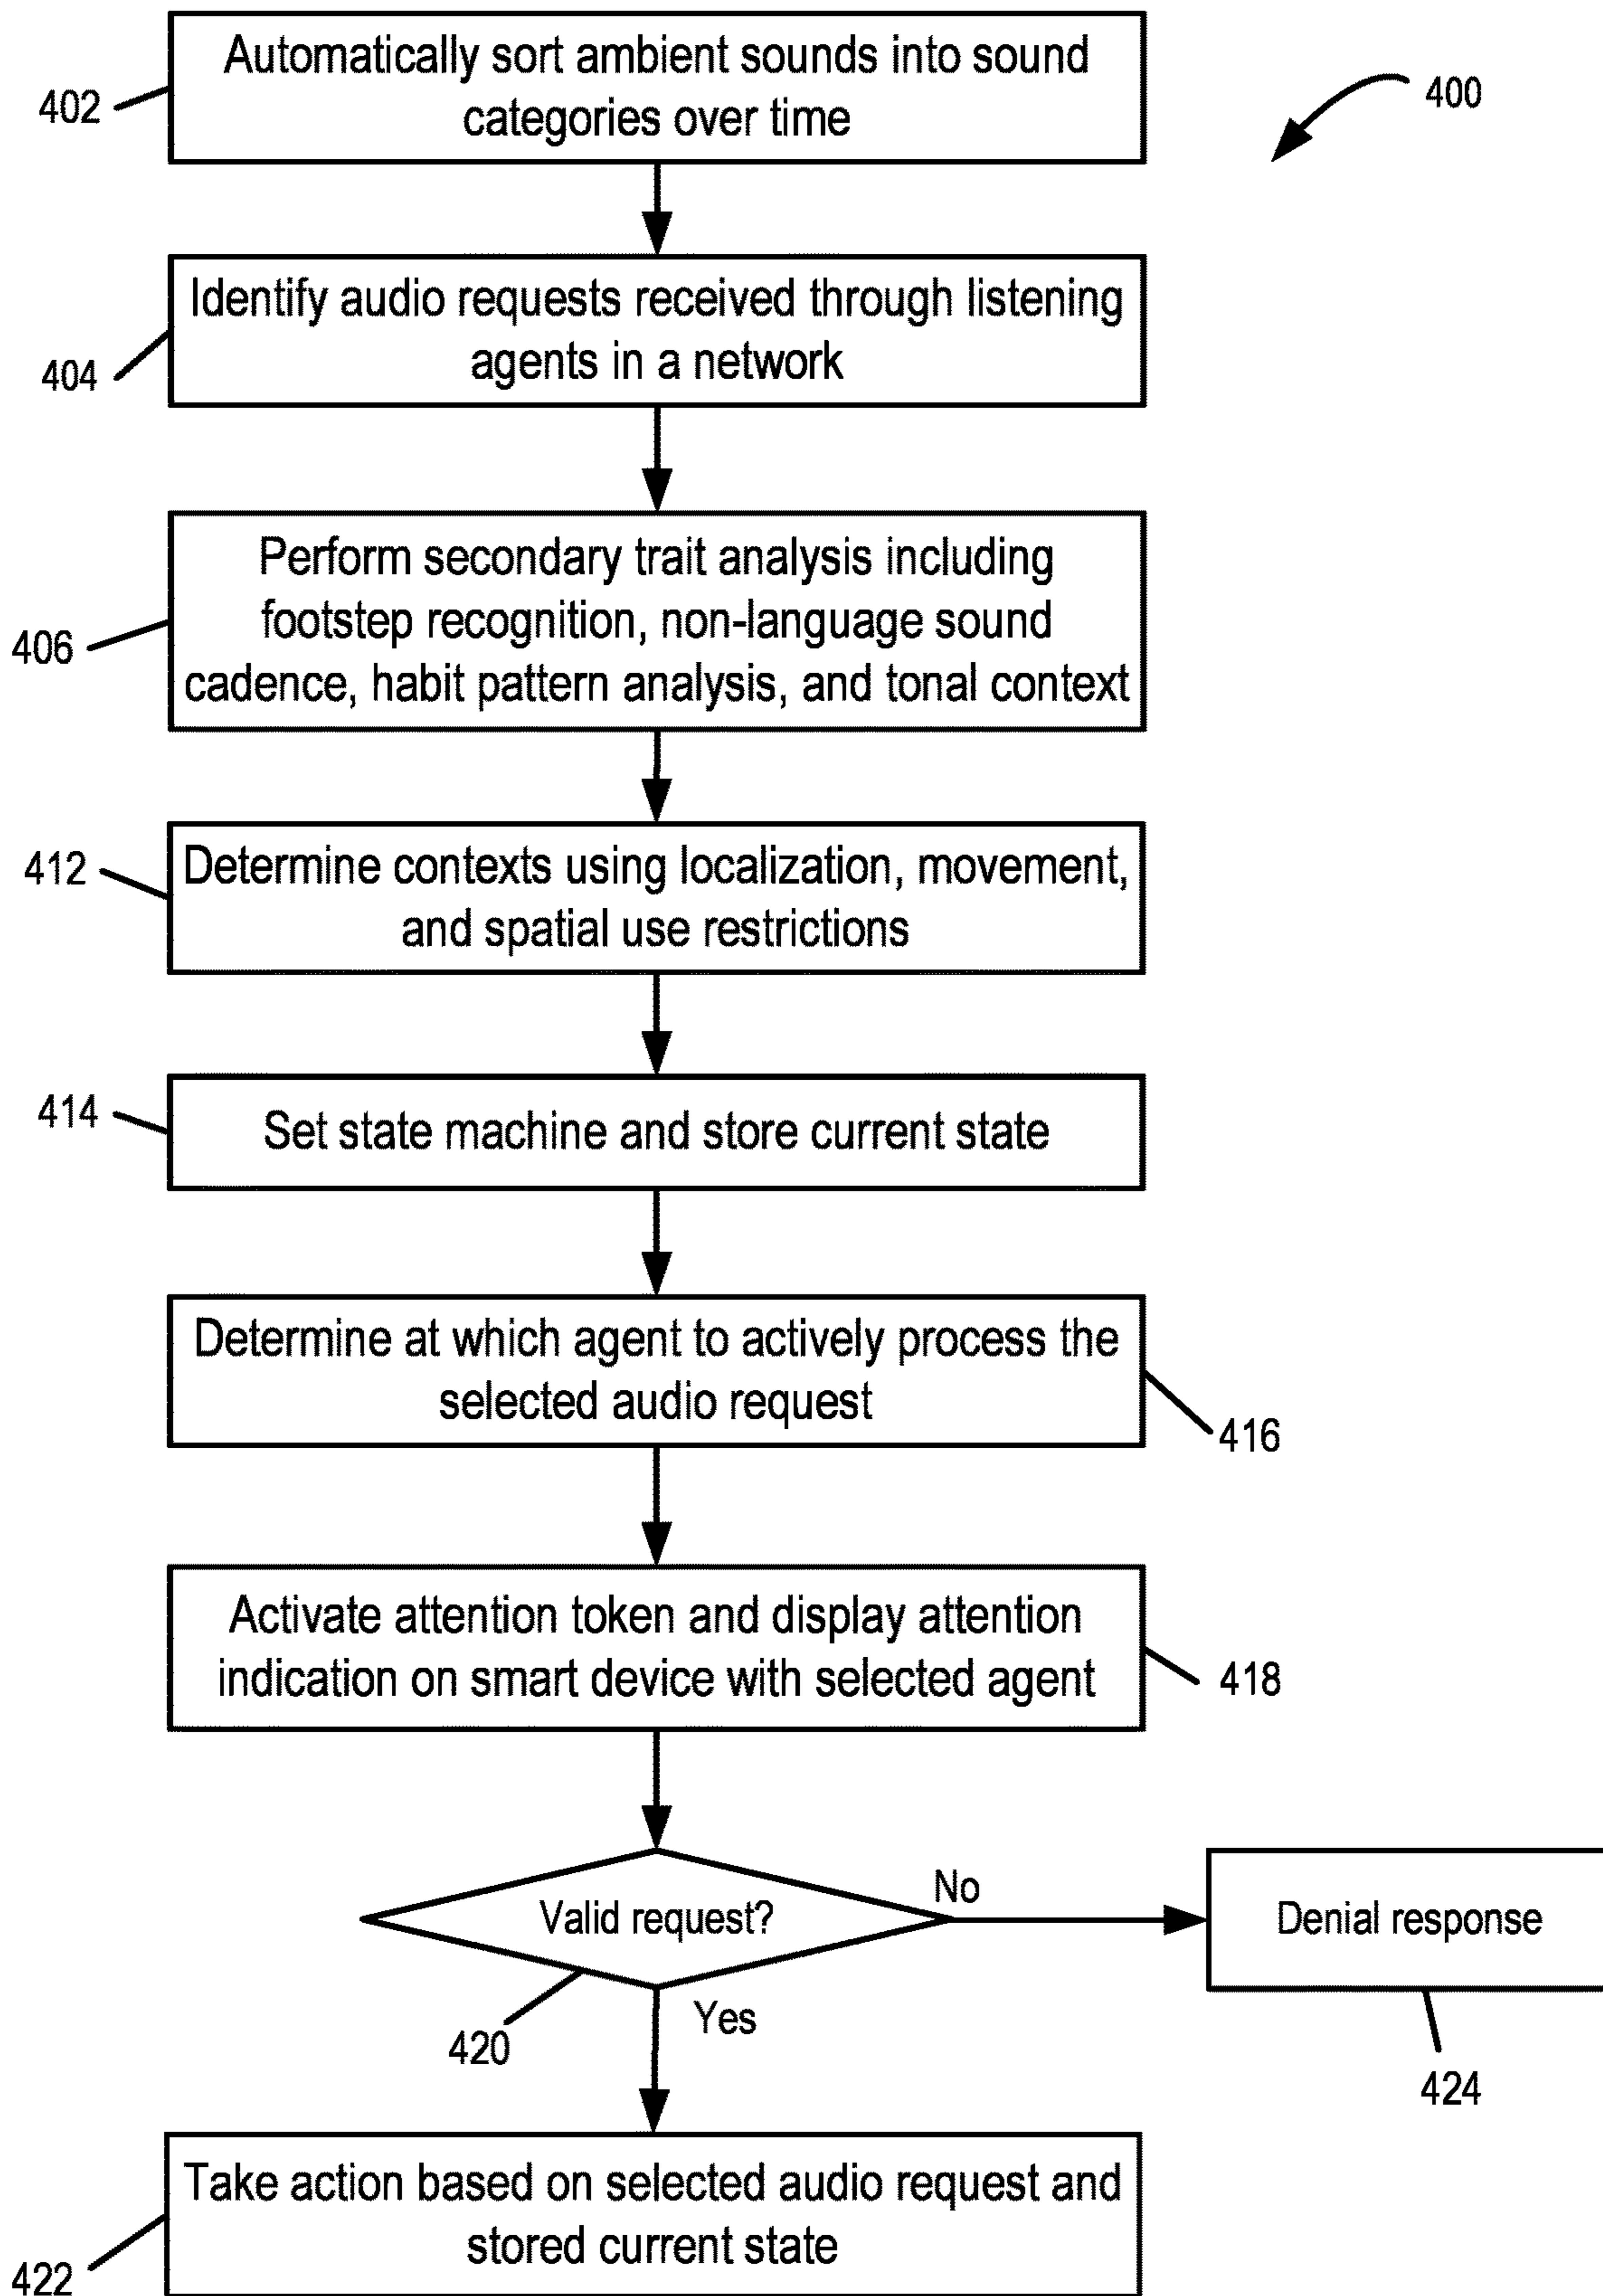 Automatically sort ambient sounds into sound
categories over time
402
400
Identify audio requests received through listening
agents in a network
404
Perform secondary trait analysis including
footstep recognition, non-language sound
cadence, habit pattern analysis, and tonal context
406
Determine contexts using localization, movement,
and spatial use restrictions
412
Set state machine and store current state
414
Determine at which agent to actively process the
selected audio request
416
Activate attention token and display attention
indication on smart device with selected agent
418
Valid request?
No
Denial response
Yes
420
424
Take action based on selected audio request and
stored current state
422